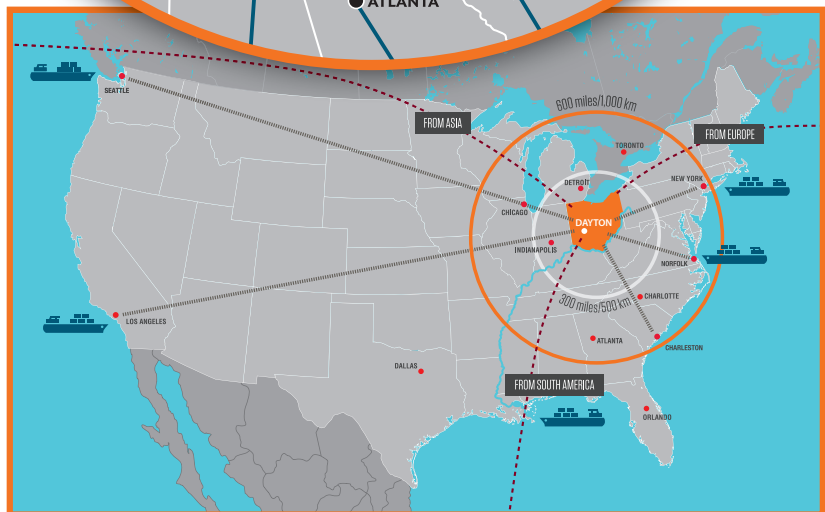 ATLANTA
SEATTLE
600 miles/1,000 km
FROM ASIA
FROM EUROPE
TORONTO
DETROIT
NEW YORK
CHICAGO
DAYTON
INDIANAPOLIS
NORFOLK
300 miles/500 km
CHARLOTTE
LOS ANGELES
ATLANTA
CHARLESTON
DALLAS
FROM SOUTH AMERICA
ORLANDO